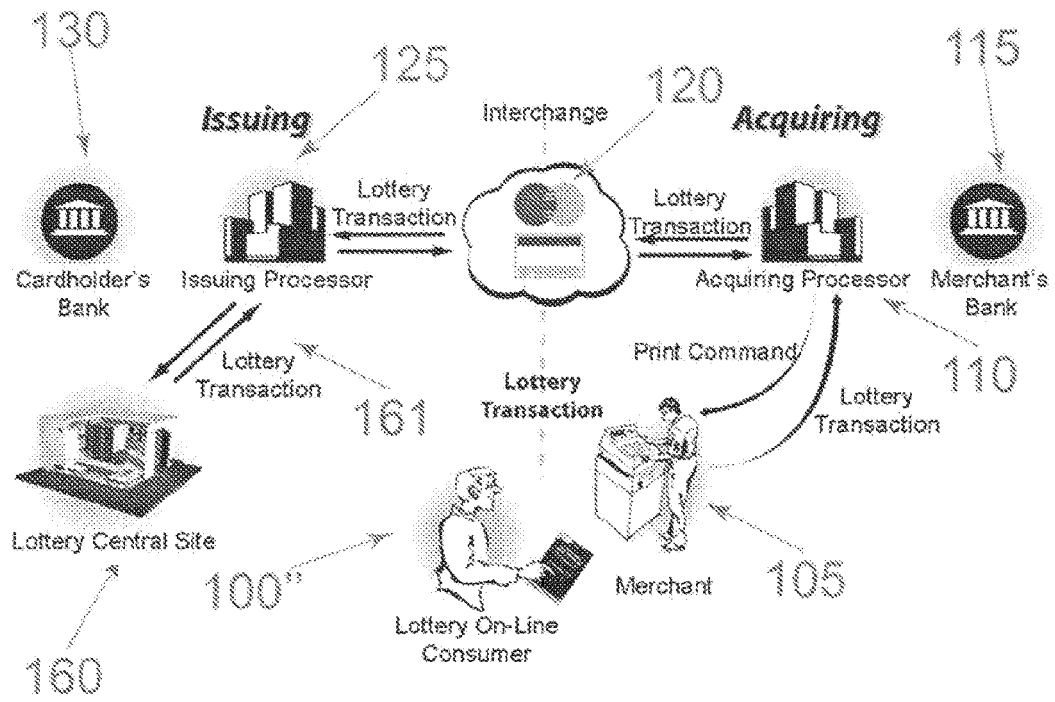 130
125
120
115
Issuing
Interchange
Acquiring
Lottery
Transaction
Lottery
Transaction
Cardholder's
Bank
Issuing Processor
Acquiring Processor
Merchant's
Bank
Lottery
Transaction
161
Lottery
Transaction
Print Command
110
Lottery
Transaction
Lottery Central Site
100"
Merchant
105
Lottery On-Line
Consumer
160